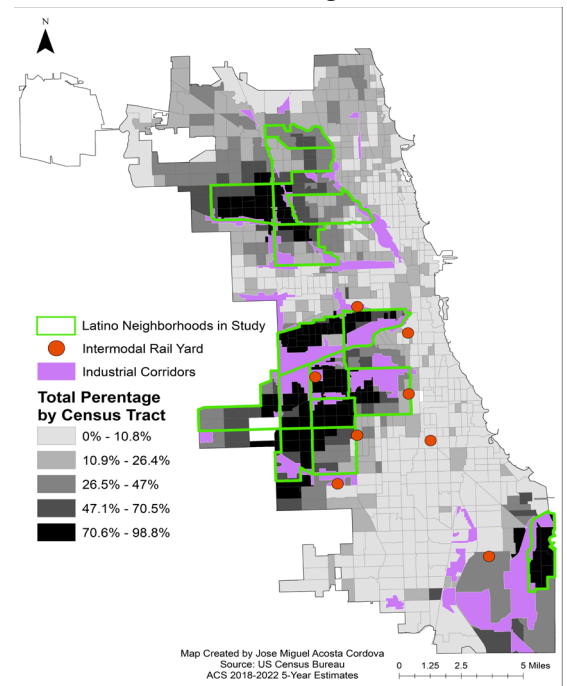 N
Latino Neighborhoods in Study
Intermodal Rail Yard
Industrial Corridors
Total Perentage
by Census Tract
0% - 10.8%
10.9% - 26.4%
26.5% - 47%
47.1% - 70.5%
70.6% - 98.8%
Map Created by Jose Miguel Acosta Cordova
Source: US Census Bureau
ACS 2018-2022 5-Year Estimates
0 1.25 2.5 5 Miles